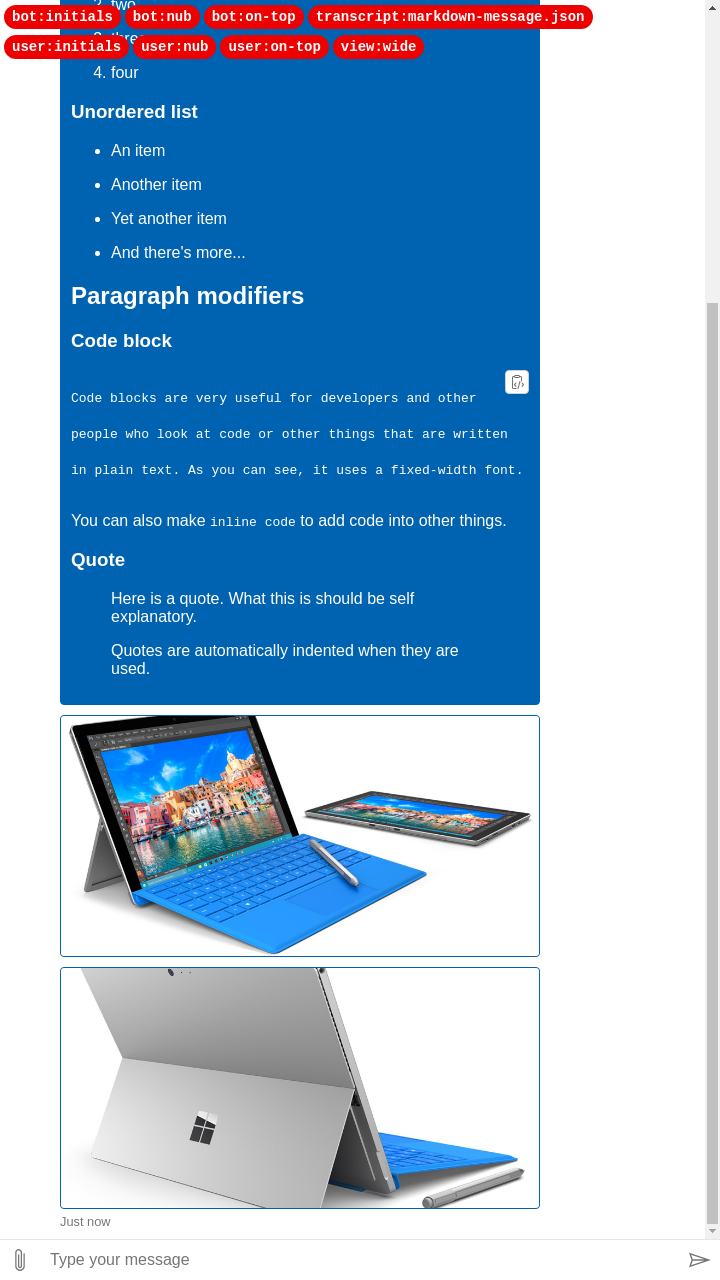 bot:initials bot:nub bot:on-top transcript:markdown-message.json
user:initials user:nub user:on-top view:wide
2. two
3. three
4. four
Unordered list
• An item
• Another item
• Yet another item
• And there's more...
Paragraph modifiers
Code block
Code blocks are very useful for developers and other
people who look at code or other things that are written
in plain text. As you can see, it uses a fixed-width font.
You can also make inline code to add code into other things.
Quote
Here is a quote. What this is should be self
explanatory.
Quotes are automatically indented when they are
used.
Just now
Type your message